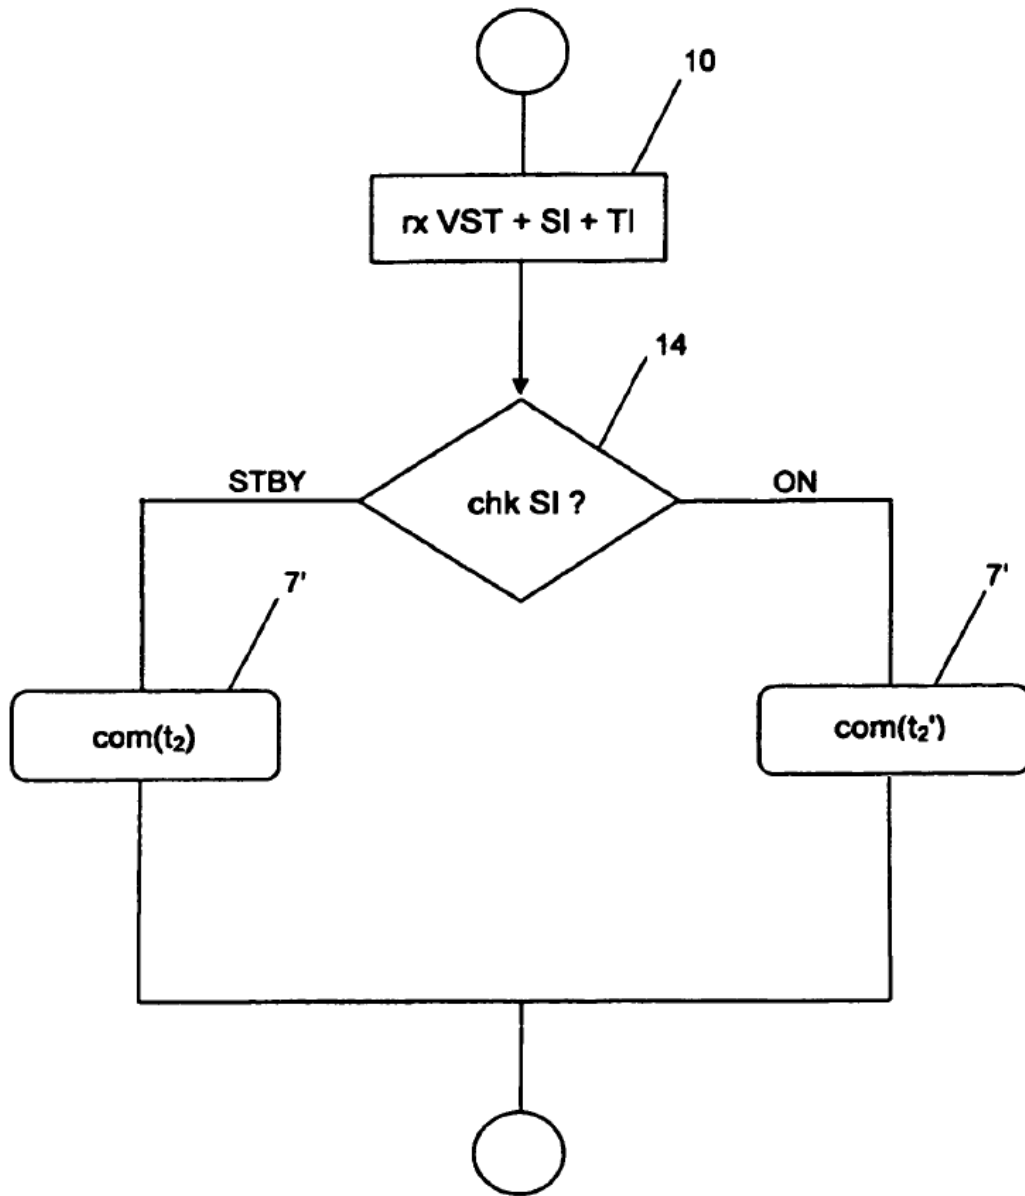 10
rx VST + SI + TI
14
STBY
chk SI ?
ON
7'
7'
com(t₂)
com(t₂')